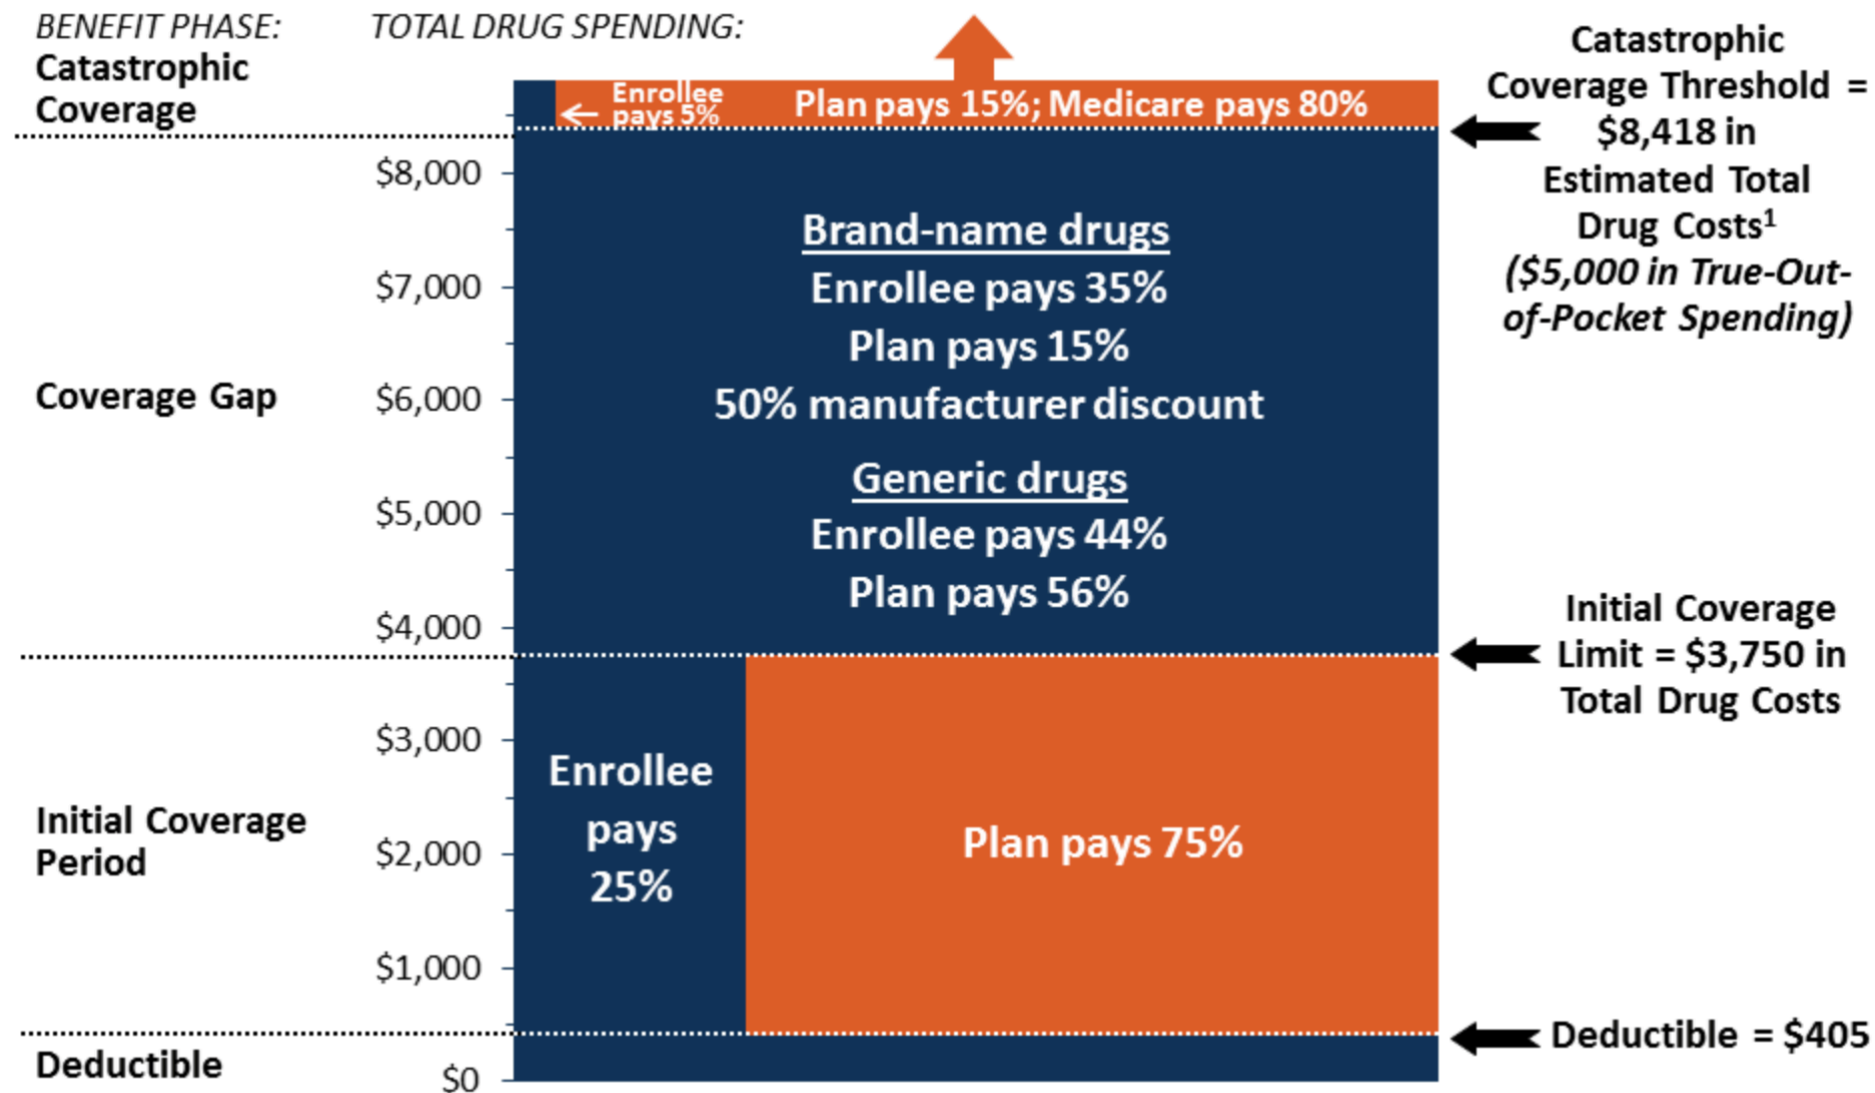 BENEFIT PHASE:
TOTAL DRUG SPENDING:
Catastrophic
Coverage
Enrollee
pays 5%
Plan pays 15%; Medicare pays 80%
Catastrophic
Coverage Threshold =
$8,418 in
Estimated Total
Drug Costs¹
($5,000 in True-Out-
of-Pocket Spending)
$8,000
$7,000
$6,000
$5,000
$4,000
Coverage Gap
Brand-name drugs
Enrollee pays 35%
Plan pays 15%
50% manufacturer discount
Generic drugs
Enrollee pays 44%
Plan pays 56%
Initial Coverage
Limit = $3,750 in
Total Drug Costs
Initial Coverage
Period
$3,000
$2,000
$1,000
Enrollee
pays
25%
Plan pays 75%
Deductible = $405
Deductible
$0